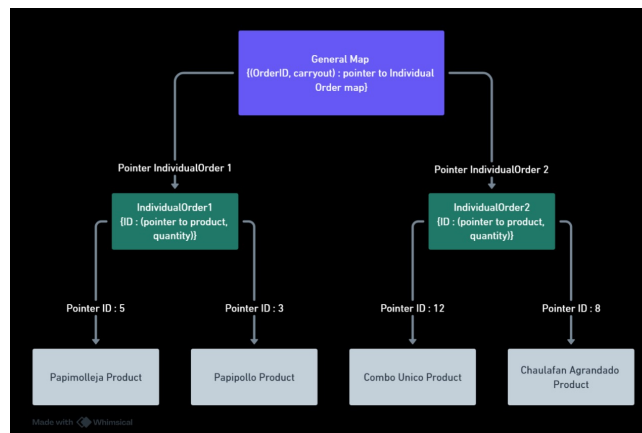 General Map
{(OrderID, carryout) : pointer to Individual
Order map}
Pointer IndividualOrder 1
Pointer IndividualOrder 2
IndividualOrder1
{ID : (pointer to product,
quantity)}
IndividualOrder2
{ID : (pointer to product,
quantity)}
Pointer ID : 5
Pointer ID : 3
Pointer ID : 12
Pointer ID : 8
Papimolleja Product
Papipollo Product
Combo Unico Product
Chaulafan Agrandado
Product
Made with Whimsical